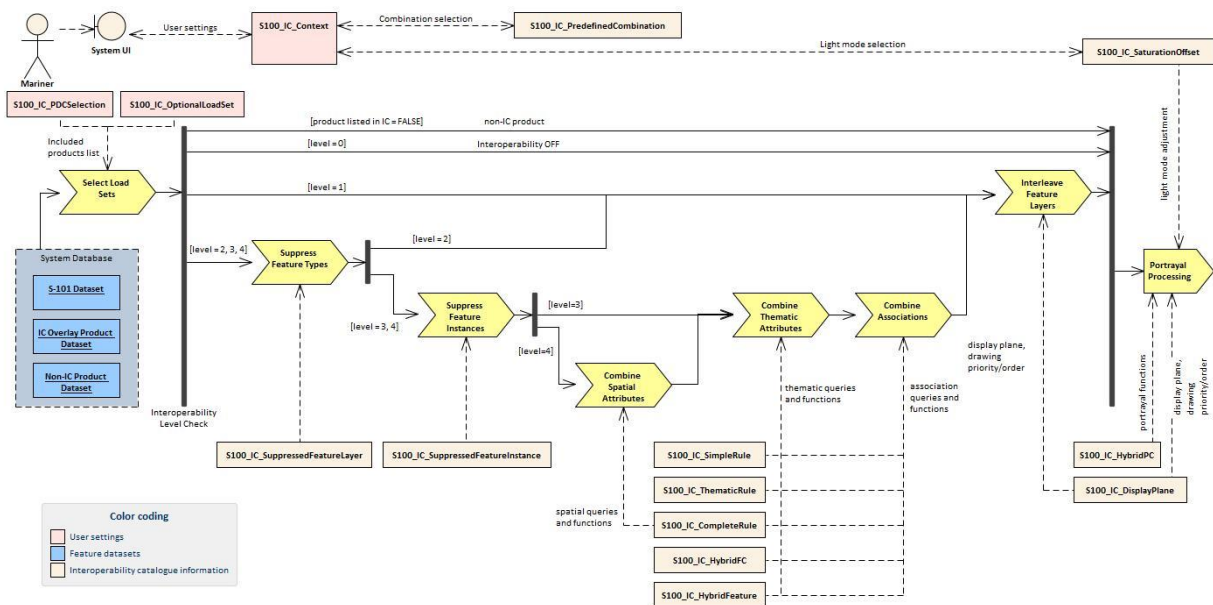 S100_IC_Context
Combination selection
S100_IC_PredefinedCombination
User settings
System UI
Light mode selection
S100_IC_SaturationOffset
Mariner
S100_IC_PDCSelection
S100_IC_OptionalLoadSet
[product listed in IC = FALSE]
non-IC product
Included
products list
[level = 0]
Interoperability OFF
light mode adjustment
Select Load
Sets
[level = 1]
Interleave
Feature
Layers
[level = 2, 3, 4]
Suppress
Feature Types
[level = 2]
System Database
S-101 Dataset
IC Overlay Product
Dataset
Non-IC Product
Dataset
Portrayal
Processing
Suppress
Feature
Instances
[level = 3, 4]
[level=3]
[level=4]
Combine
Thematic
Attributes
Combine
Associations
Combine
Spatial
Attributes
display plane,
drawing
priority/order
thematic queries
and functions
association
queries and
functions
portrayal functions
display plane,
drawing
priority/order
Interoperability
Level Check
S100_IC_SuppressedFeatureLayer
S100_IC_SuppressedFeatureInstance
S100_IC_SimpleRule
S100_IC_HybridPC
S100_IC_ThematicRule
S100_IC_DisplayPlane
spatial queries
and functions
S100_IC_CompleteRule
S100_IC_HybridFC
S100_IC_HybridFeature
Color coding
User settings
Feature datasets
Interoperability catalogue information